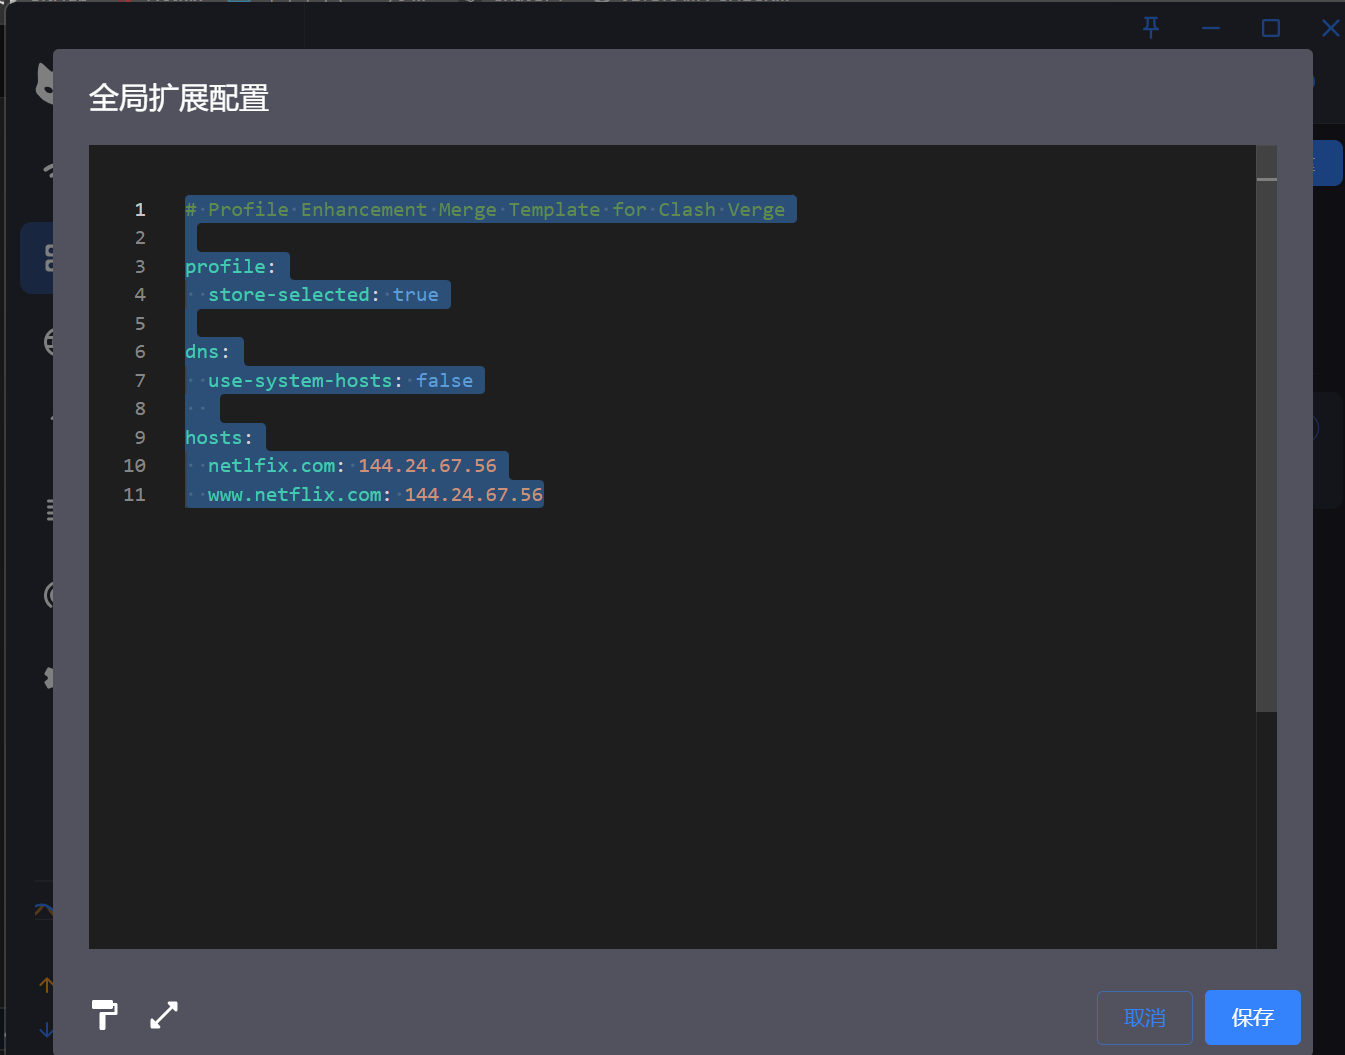 全局扩展配置
1 # Profile Enhancement Merge Template for Clash Verge
2
3 profile:
4   store-selected: true
5
6 dns:
7   use-system-hosts: false
8
9 hosts:
10   netlfix.com: 144.24.67.56
11   www.netflix.com: 144.24.67.56
取消
保存